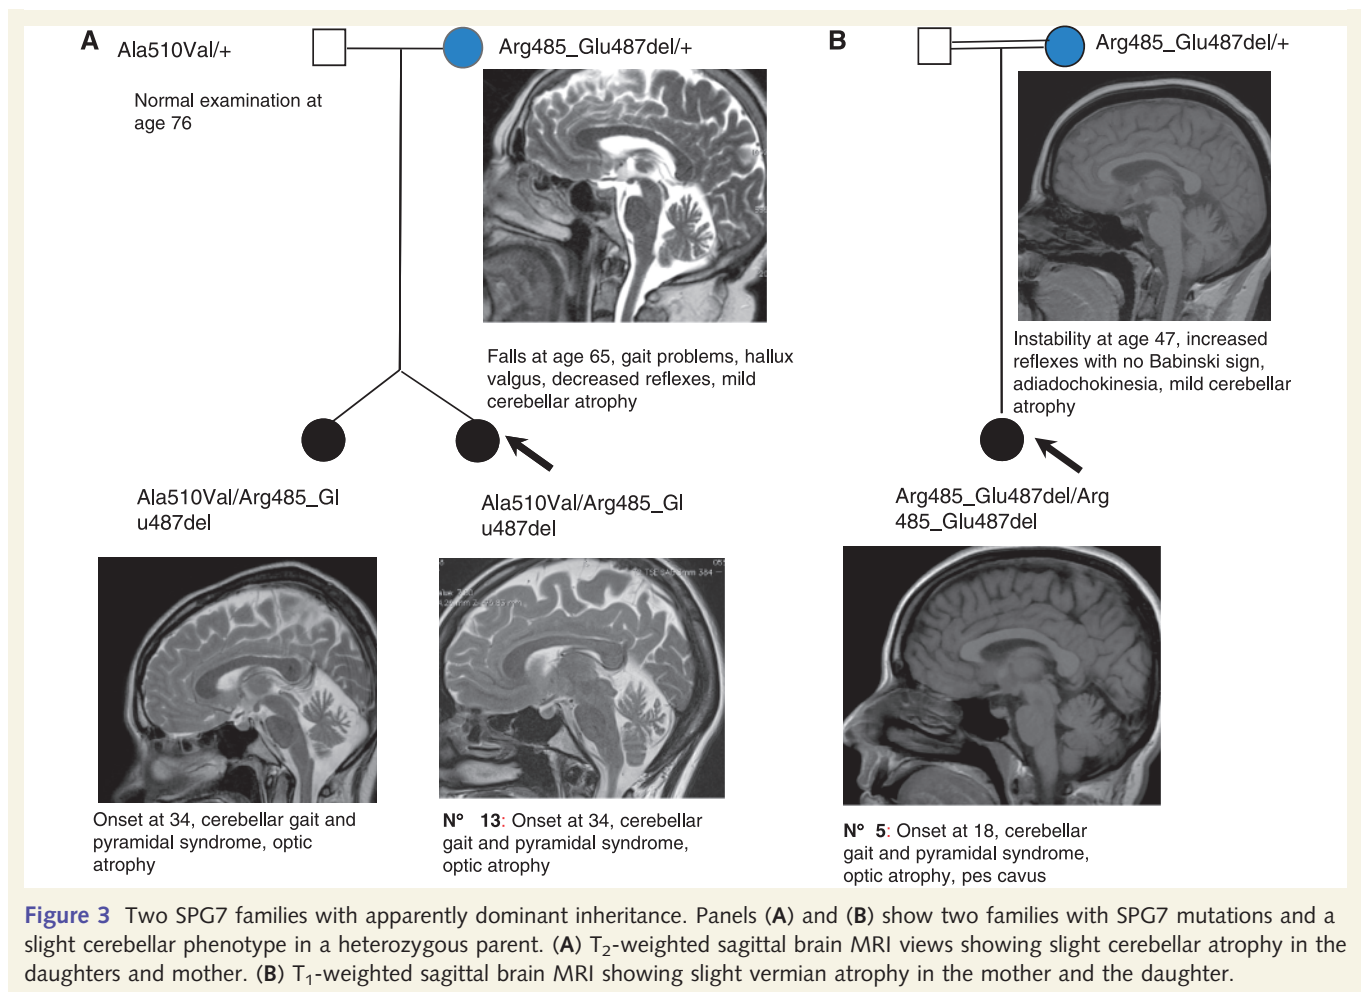 A
Ala510Val/+
Arg485_Glu487del/+
Normal examination at
age 76
Falls at age 65, gait problems, hallux
valgus, decreased reflexes, mild
cerebellar atrophy
Ala510Val/Arg485_Gl
u487del
Ala510Val/Arg485_Gl
u487del
Onset at 34, cerebellar gait and
pyramidal syndrome, optic
atrophy
N° 13: Onset at 34, cerebellar
gait and pyramidal syndrome,
optic atrophy
B
Arg485_Glu487del/+
Instability at age 47, increased
reflexes with no Babinski sign,
adiadochokinesia, mild cerebellar
atrophy
Arg485_Glu487del/Arg
485_Glu487del
N° 5: Onset at 18, cerebellar
gait and pyramidal syndrome,
optic atrophy, pes cavus
Figure 3 Two SPG7 families with apparently dominant inheritance. Panels (A) and (B) show two families with SPG7 mutations and a
slight cerebellar phenotype in a heterozygous parent. (A) T2-weighted sagittal brain MRI views showing slight cerebellar atrophy in the
daughters and mother. (B) T1-weighted sagittal brain MRI showing slight vermian atrophy in the mother and the daughter.